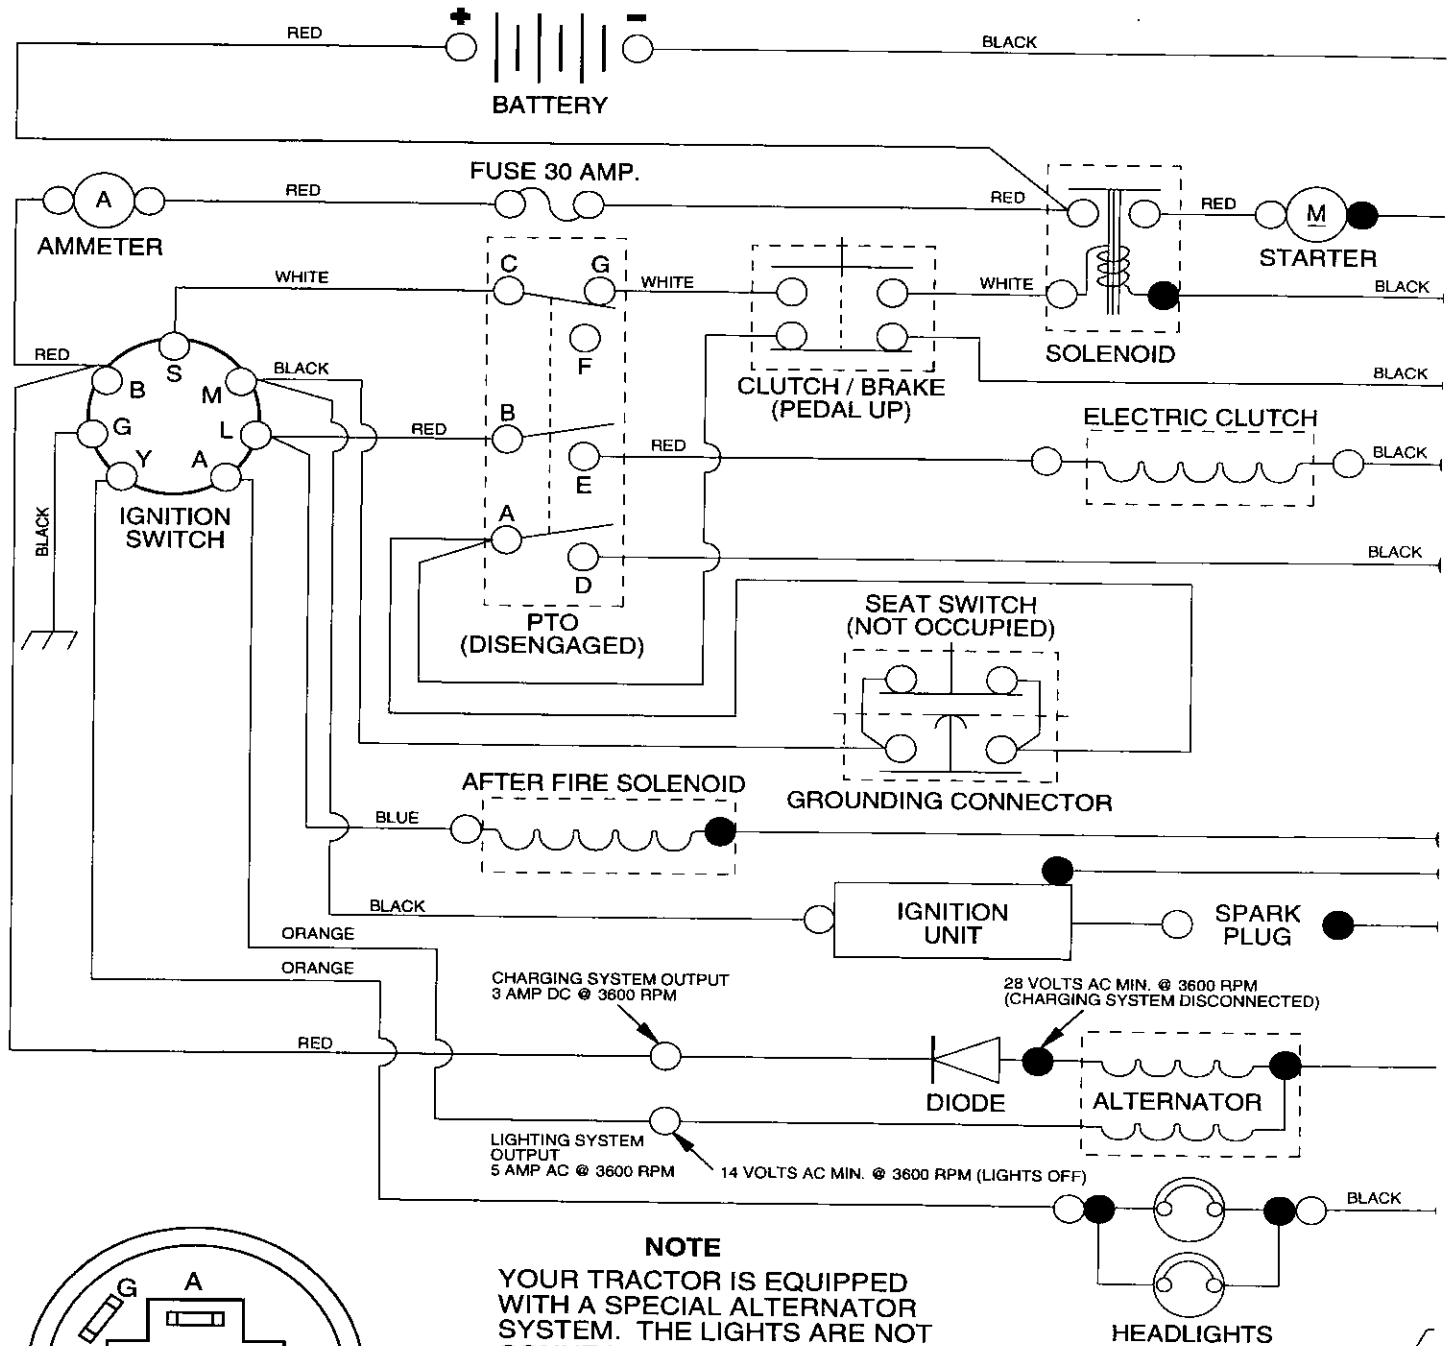 + −
RED
BLACK
BATTERY
FUSE 30 AMP.
A
RED
RED
RED
M
AMMETER
STARTER
C
G
WHITE
WHITE
WHITE
BLACK
F
SOLENOID
RED
S
BLACK
B
M
CLUTCH / BRAKE
(PEDAL UP)
BLACK
G
L
Y
A
B
RED
RED
E
ELECTRIC CLUTCH
BLACK
IGNITION
SWITCH
BLACK
A
D
BLACK
PTO
(DISENGAGED)
SEAT SWITCH
(NOT OCCUPIED)
AFTER FIRE SOLENOID
GROUNDING CONNECTOR
BLUE
BLACK
IGNITION
UNIT
SPARK
PLUG
ORANGE
ORANGE
CHARGING SYSTEM OUTPUT
3 AMP DC @ 3600 RPM
28 VOLTS AC MIN. @ 3600 RPM
(CHARGING SYSTEM DISCONNECTED)
RED
DIODE
ALTERNATOR
LIGHTING SYSTEM
OUTPUT
5 AMP AC @ 3600 RPM
14 VOLTS AC MIN. @ 3600 RPM (LIGHTS OFF)
BLACK
HEADLIGHTS
G
A
NOTE
YOUR TRACTOR IS EQUIPPED
WITH A SPECIAL ALTERNATOR
SYSTEM. THE LIGHTS ARE NOT